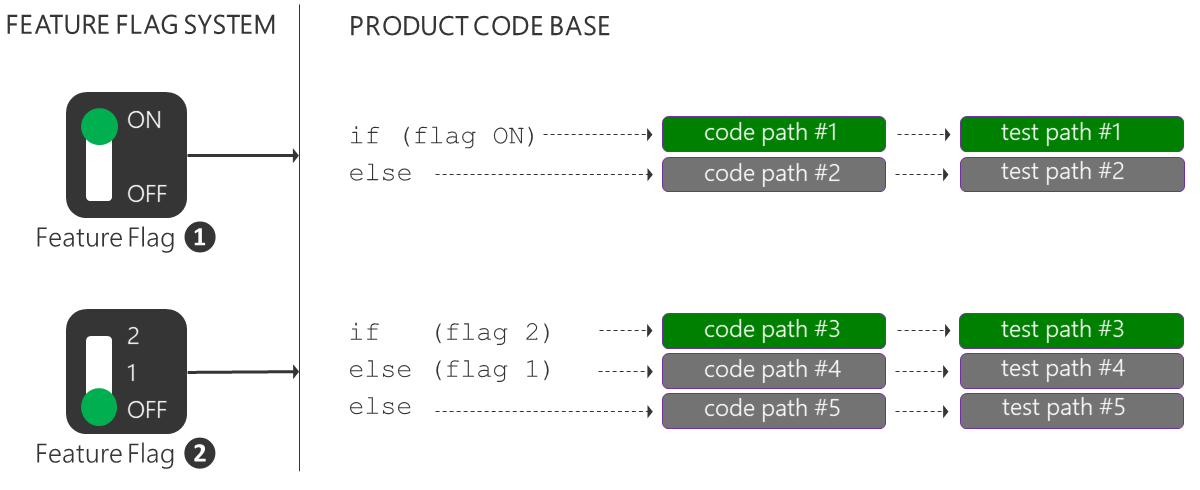 FEATURE FLAG SYSTEM
PRODUCT CODE BASE
ON
OFF
Feature Flag 1
if (flag ON)
code path #1
test path #1
else
code path #2
test path #2
2
1
OFF
Feature Flag 2
if (flag 2)
code path #3
test path #3
else (flag 1)
code path #4
test path #4
else
code path #5
test path #5